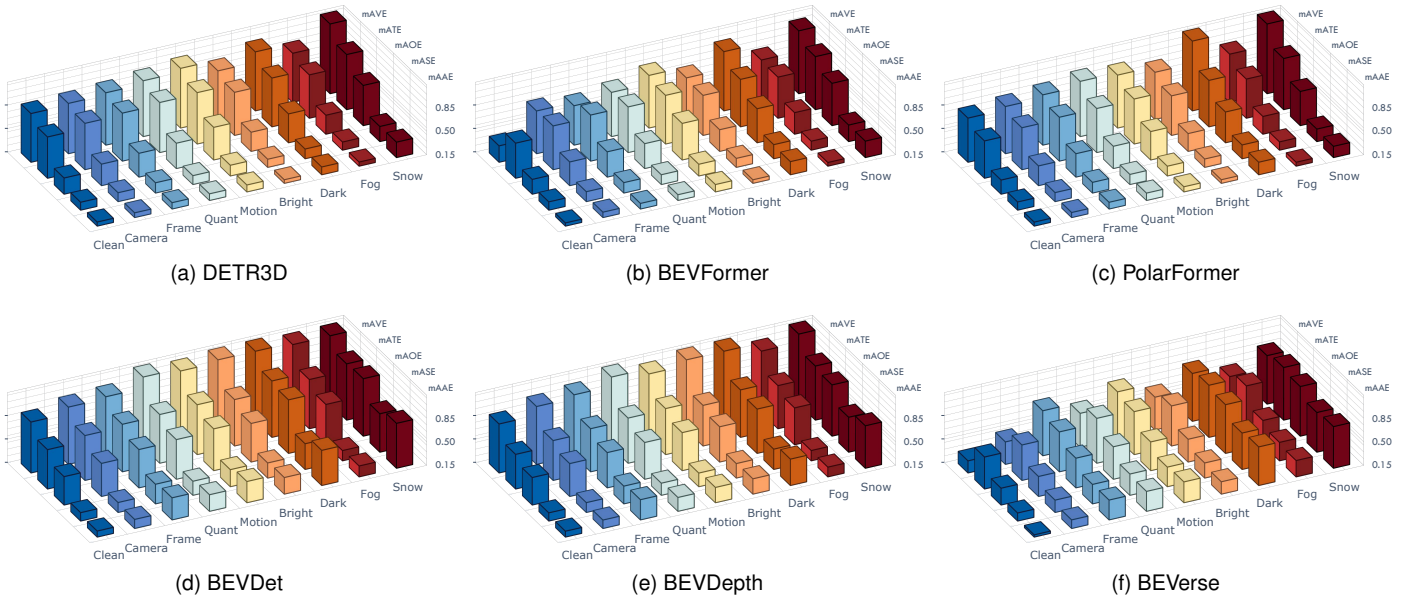 mAVE
mATE
mAOE
mASE
mAAE
0.85
0.50
0.15
Clean
Camera
Frame
Quant
Motion
Bright
Dark
Fog
Snow
(a) DETR3D
mAVE
mATE
mAOE
mASE
mAAE
0.85
0.50
0.15
Clean
Camera
Frame
Quant
Motion
Bright
Dark
Fog
Snow
(b) BEVFormer
mAVE
mATE
mAOE
mASE
mAAE
0.85
0.50
0.15
Clean
Camera
Frame
Quant
Motion
Bright
Dark
Fog
Snow
(c) PolarFormer
mAVE
mATE
mAOE
mASE
mAAE
0.85
0.50
0.15
Clean
Camera
Frame
Quant
Motion
Bright
Dark
Fog
Snow
(d) BEVDet
mAVE
mATE
mAOE
mASE
mAAE
0.85
0.50
0.15
Clean
Camera
Frame
Quant
Motion
Bright
Dark
Fog
Snow
(e) BEVDepth
mAVE
mATE
mAOE
mASE
mAAE
0.85
0.50
0.15
Clean
Camera
Frame
Quant
Motion
Bright
Dark
Fog
Snow
(f) BEVerse